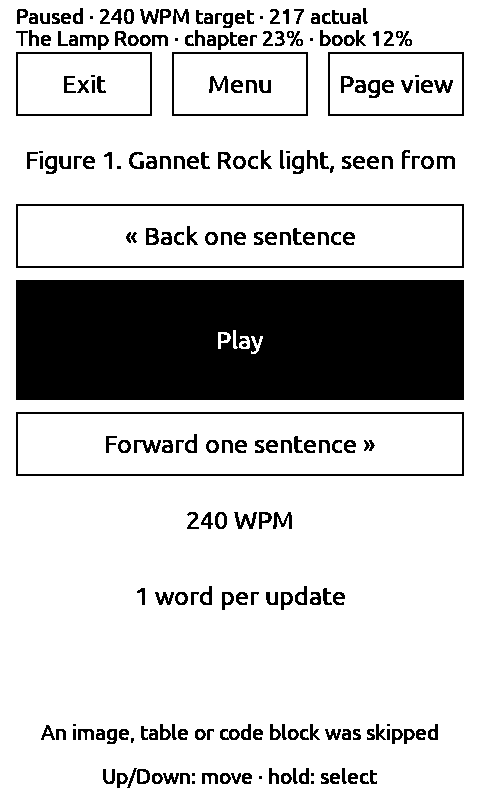 Paused · 240 WPM target · 217 actual
The Lamp Room · chapter 23% · book 12%
Exit Menu Page view
Figure 1. Gannet Rock light, seen from
« Back one sentence
Play
Forward one sentence »
240 WPM
1 word per update
An image, table or code block was skipped
Up/Down: move · hold: select